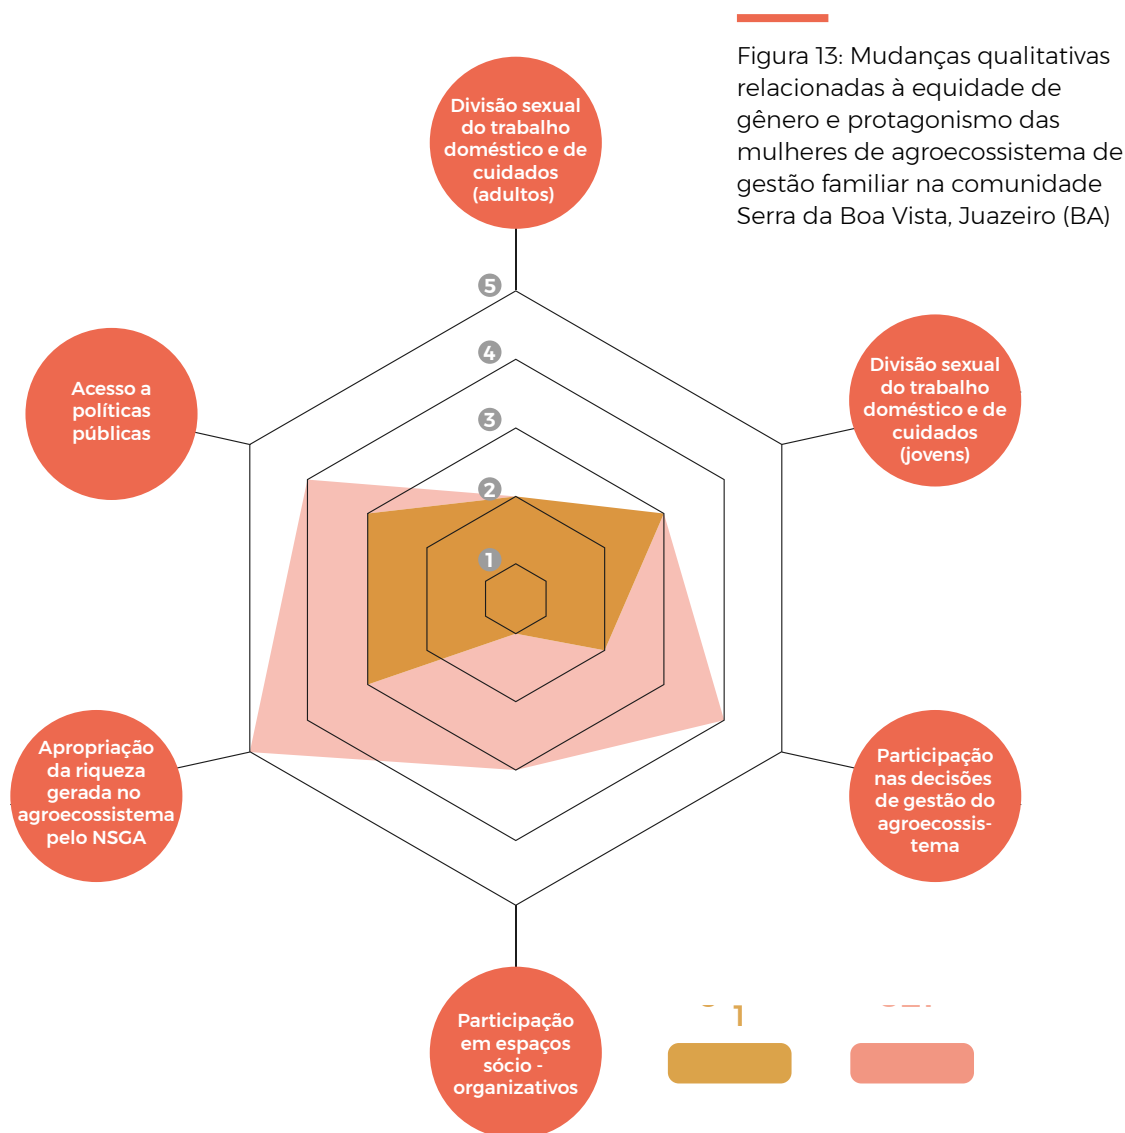 Figura 13: Mudanças qualitativas
relacionadas à equidade de
gênero e protagonismo das
mulheres de agroecossistema de
gestão familiar na comunidade
Serra da Boa Vista, Juazeiro (BA)
Divisão sexual
do trabalho
doméstico e de
cuidados
(adultos)
5
4
3
2
1
Divisão sexual
do trabalho
doméstico e de
cuidados
(jovens)
Acesso a
políticas
públicas
Apropriação
da riqueza
gerada no
agroecossistema
pelo NSGA
Participação
nas decisões
de gestão do
agroecossis-
tema
Participação
em espaços
sócio -
organizativos
1